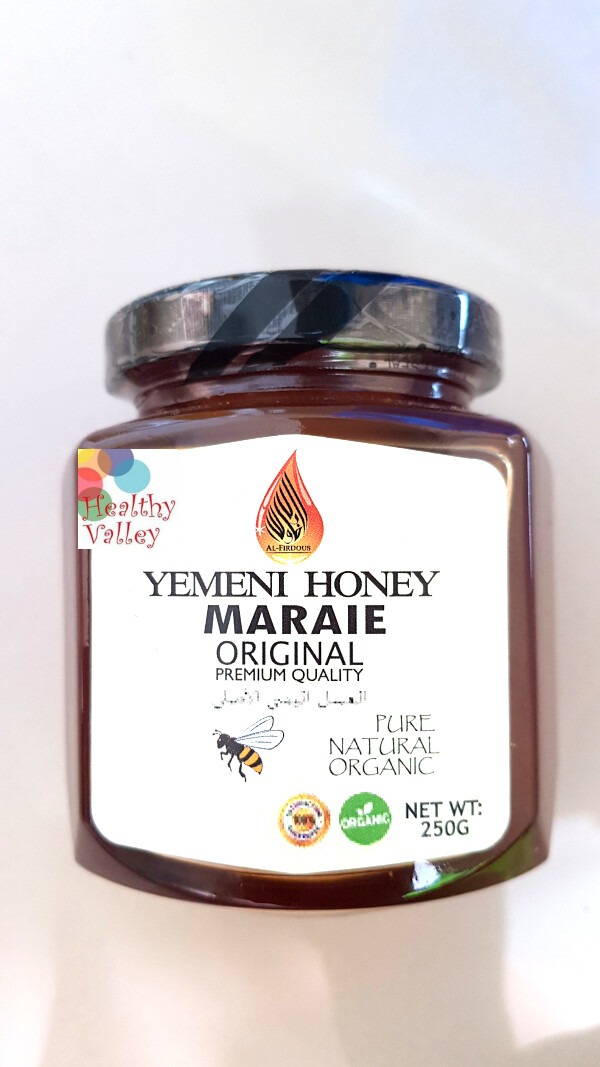 Healthy
Valley
AL-FIRDOUS
YEMENI HONEY
MARAIE
ORIGINAL
PREMIUM QUALITY
العسل اليمني الأصلي
PURE
NATURAL
ORGANIC
100%
ORGANIC
NET WT:
250G